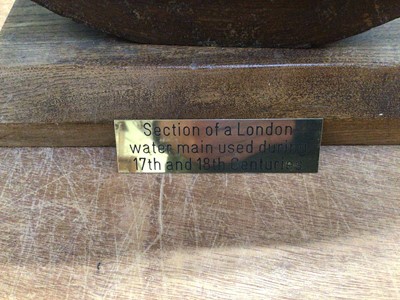 Section of a London
water main used during
17th and 18th Centuries